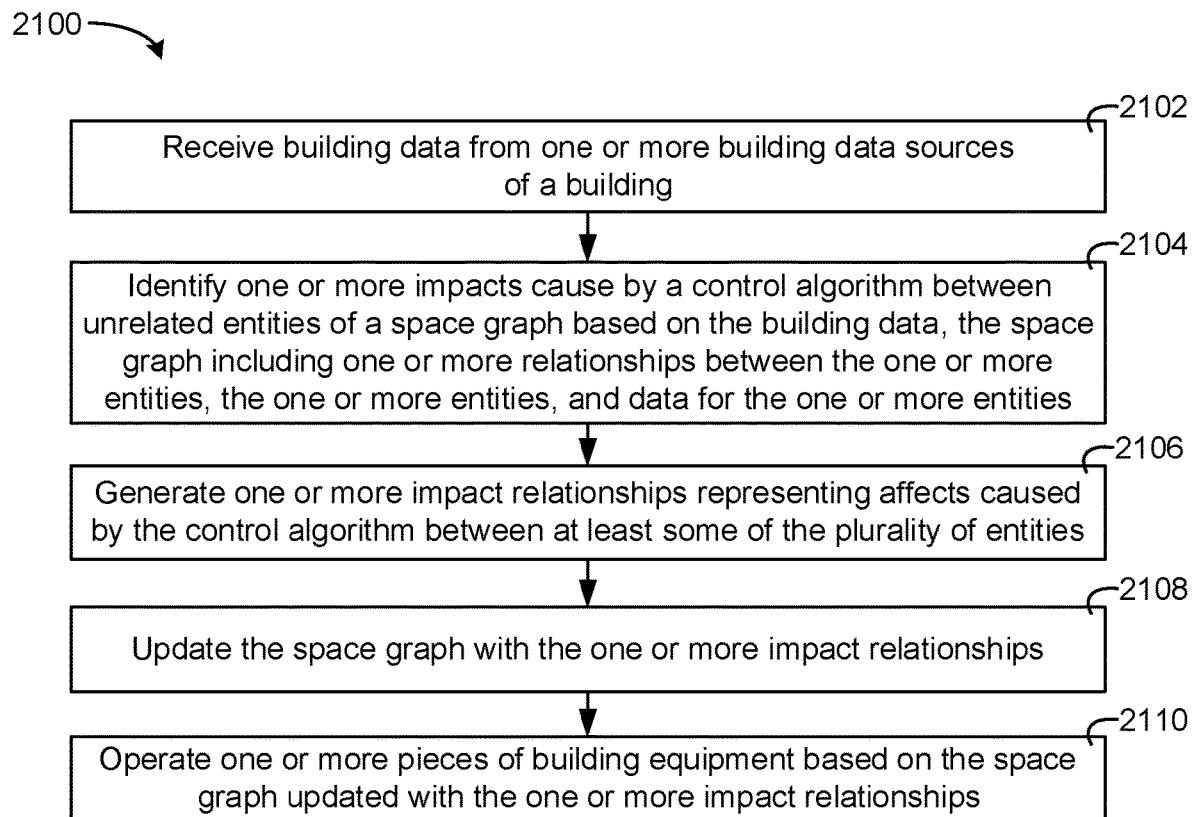 2100
2102
Receive building data from one or more building data sources
of a building
2104
Identify one or more impacts cause by a control algorithm between
unrelated entities of a space graph based on the building data, the space
graph including one or more relationships between the one or more
entities, the one or more entities, and data for the one or more entities
2106
Generate one or more impact relationships representing affects caused
by the control algorithm between at least some of the plurality of entities
2108
Update the space graph with the one or more impact relationships
2110
Operate one or more pieces of building equipment based on the space
graph updated with the one or more impact relationships